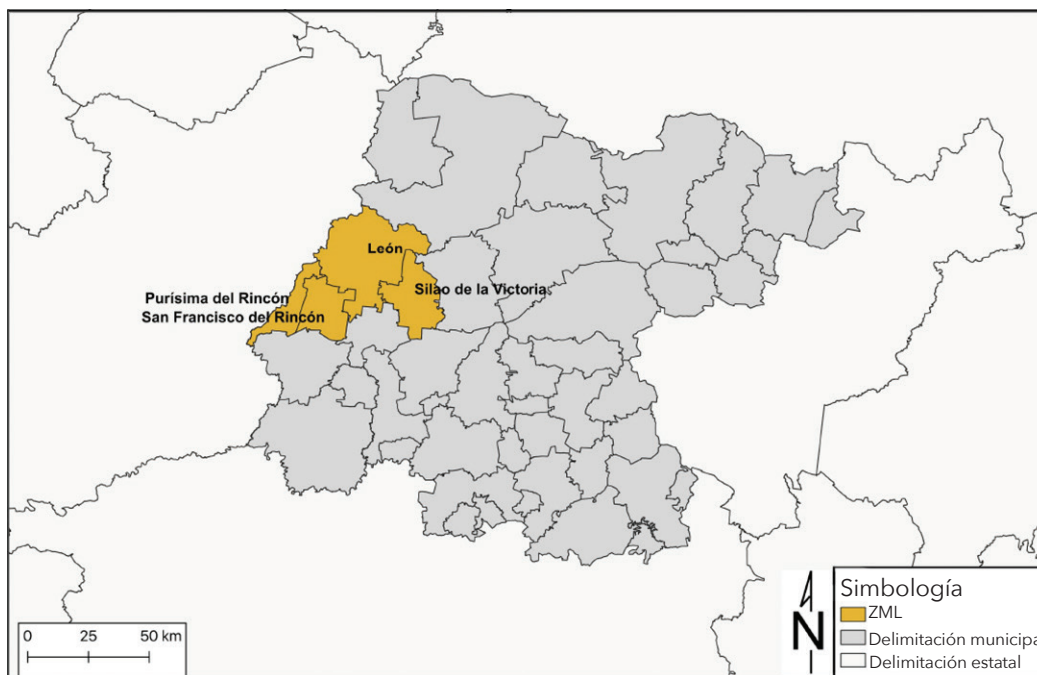 León
Silao de la Victoria
Purísima del Rincón
San Francisco del Rincón
0 25 50 km
N
Simbología
ZML
Delimitación municipa
Delimitación estatal